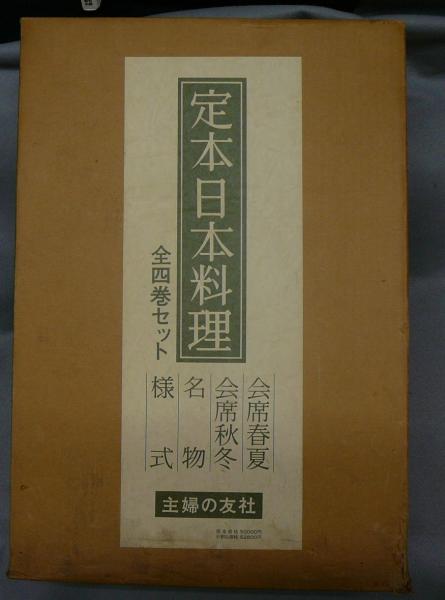 定本日本料理
全四巻セット
会席春夏
会席秋冬
名物
様式
主婦の友社